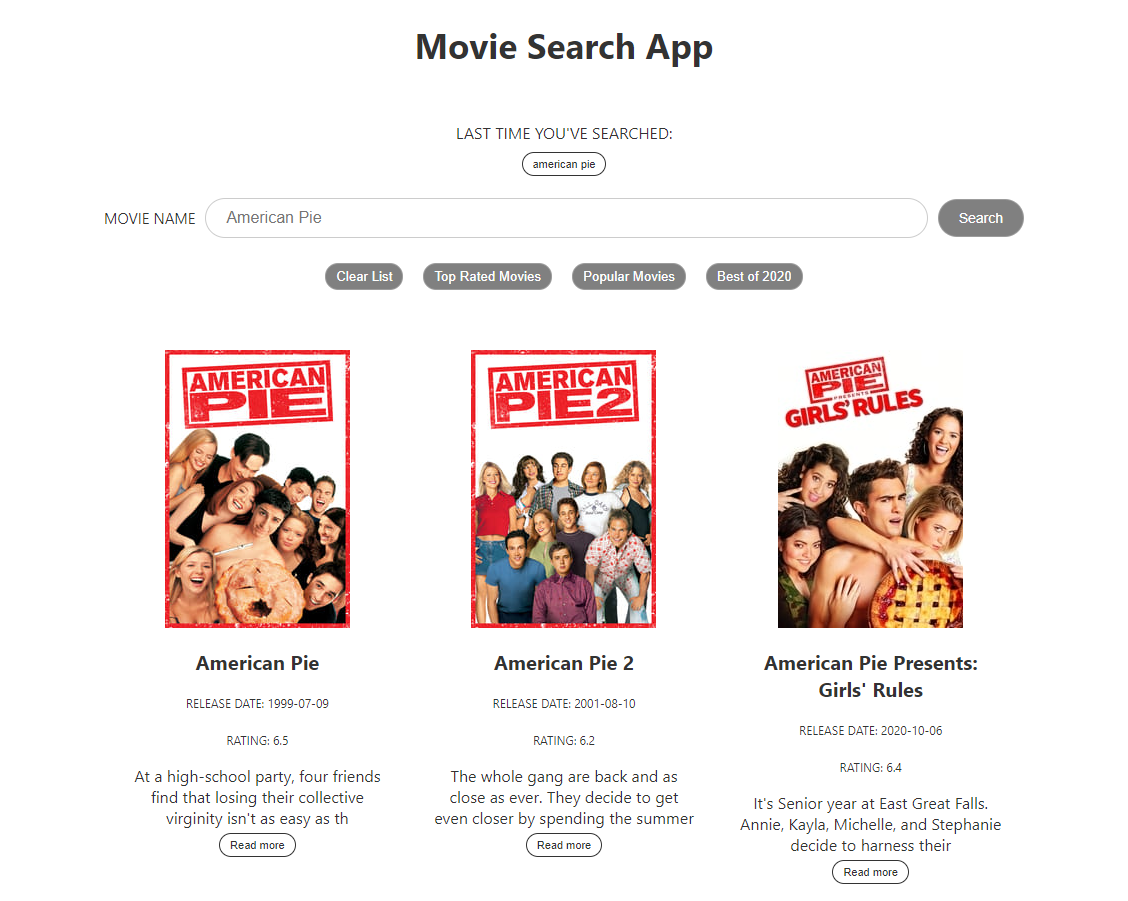 Movie Search App
LAST TIME YOU'VE SEARCHED:
american pie
MOVIE NAME
American Pie
Search
Clear List
Top Rated Movies
Popular Movies
Best of 2020
AMERICAN
PIE
AMERICAN
PIE2
AMERICAN
PIE
PRESENTS
GIRLS' RULES
American Pie
RELEASE DATE: 1999-07-09
RATING: 6.5
At a high-school party, four friends
find that losing their collective
virginity isn't as easy as th
Read more
American Pie 2
RELEASE DATE: 2001-08-10
RATING: 6.2
The whole gang are back and as
close as ever. They decide to get
even closer by spending the summer
Read more
American Pie Presents:
Girls' Rules
RELEASE DATE: 2020-10-06
RATING: 6.4
It's Senior year at East Great Falls.
Annie, Kayla, Michelle, and Stephanie
decide to harness their
Read more